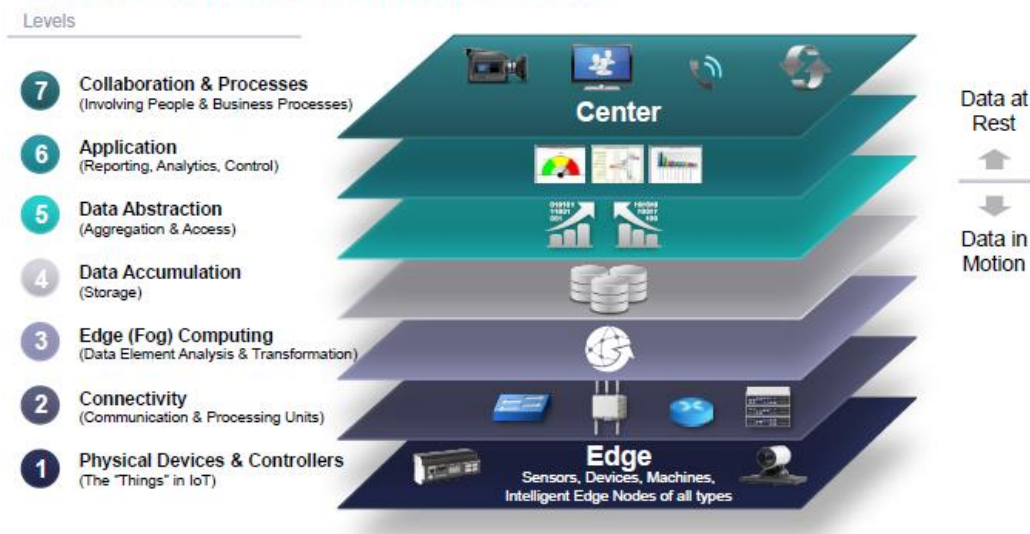 Levels
7
Collaboration & Processes
(Involving People & Business Processes)
6
Application
(Reporting, Analytics, Control)
5
Data Abstraction
(Aggregation & Access)
4
Data Accumulation
(Storage)
3
Edge (Fog) Computing
(Data Element Analysis & Transformation)
2
Connectivity
(Communication & Processing Units)
1
Physical Devices & Controllers
(The "Things" in IoT)
Center
010101
11001
001
Edge
Sensors, Devices, Machines,
Intelligent Edge Nodes of all types
Data at
Rest
Data in
Motion